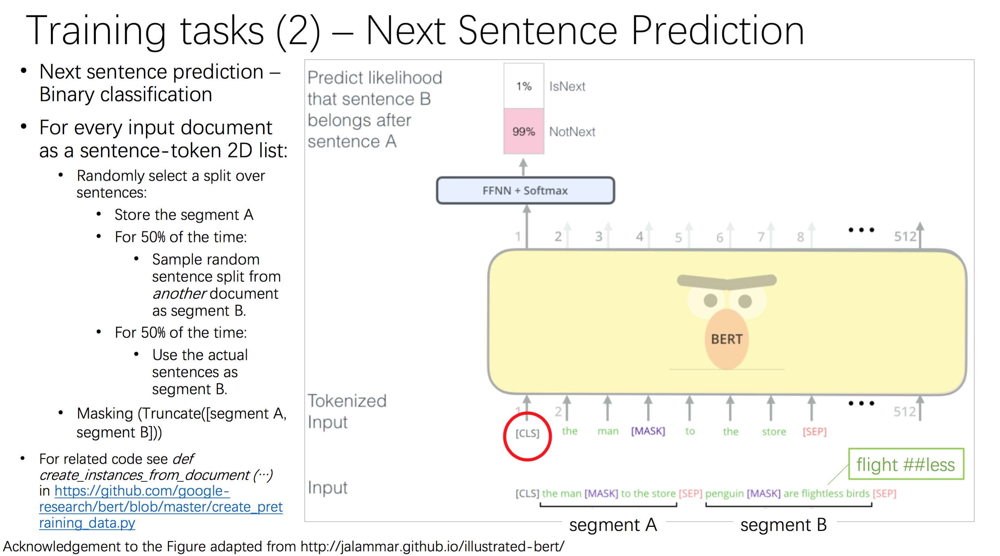 Training tasks (2) – Next Sentence Prediction
• Next sentence prediction –
Binary classification
• For every input document
as a sentence-token 2D list:
• Randomly select a split over
sentences:
• Store the segment A
• For 50% of the time:
• Sample random
sentence split from
another document
as segment B.
• For 50% of the time:
• Use the actual
sentences as
segment B.
• Masking (Truncate([segment A,
segment B]))
• For related code see def
create_instances_from_document (…)
in https://github.com/google-
research/bert/blob/master/create_pret
raining_data.py
Predict likelihood
that sentence B
belongs after
sentence A
1% IsNext
99% NotNext
FFNN + Softmax
1 2 3 4 5 6 7 8 ••• 512
BERT
Tokenized
Input
1 2 ••• 512
[CLS] the man [MASK] to the store [SEP]
flight ##less
Input
[CLS] the man [MASK] to the store [SEP] penguin [MASK] are flightless birds [SEP]
segment A segment B
Acknowledgement to the Figure adapted from http://jalammar.github.io/illustrated-bert/